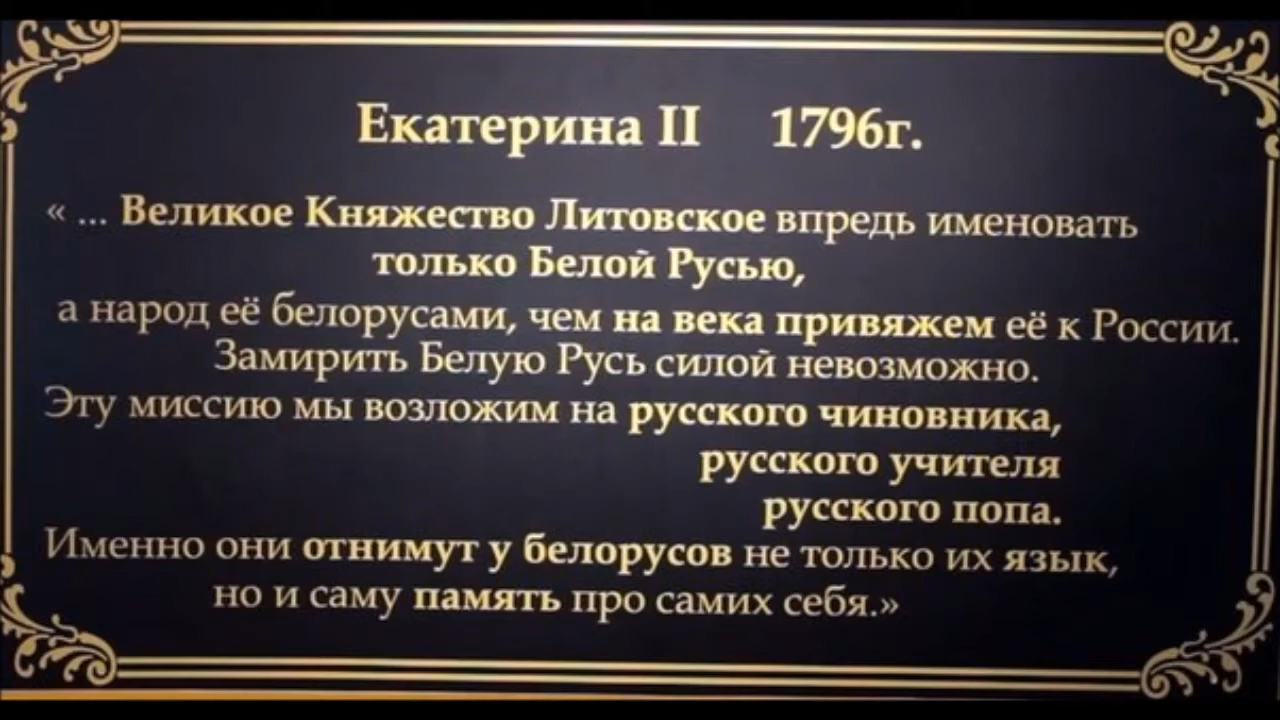 Екатерина II 1796г.
« ... Великое Княжество Литовское впредь именовать
только Белой Русью,
а народ её белорусами, чем на века привяжем её к России.
Замирить Белую Русь силой невозможно.
Эту миссию мы возложим на русского чиновника,
русского учителя
русского попа.
Именно они отнимут у белорусов не только их язык,
но и саму память про самих себя.»